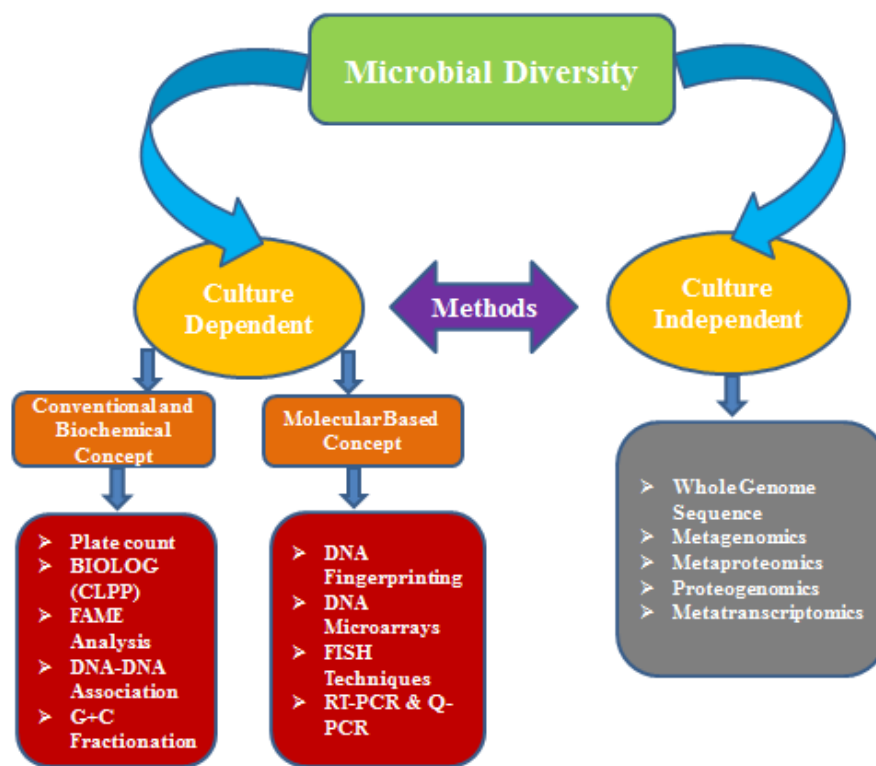 Microbial Diversity
Culture
Dependent
Methods
Culture
Independent
Conventional and
Biochemical
Concept
Molecular Based
Concept
➢ Plate count
➢ BIOLOG
(CLPP)
➢ FAME
Analysis
➢ DNA-DNA
Association
➢ G+C
Fractionation
➢ DNA
Fingerprinting
➢ DNA
Microarrays
➢ FISH
Techniques
➢ RT-PCR & Q-
PCR
➢ Whole Genome
Sequence
➢ Metagenomics
➢ Metaproteomics
➢ Proteogenomics
➢ Metatranscriptomics